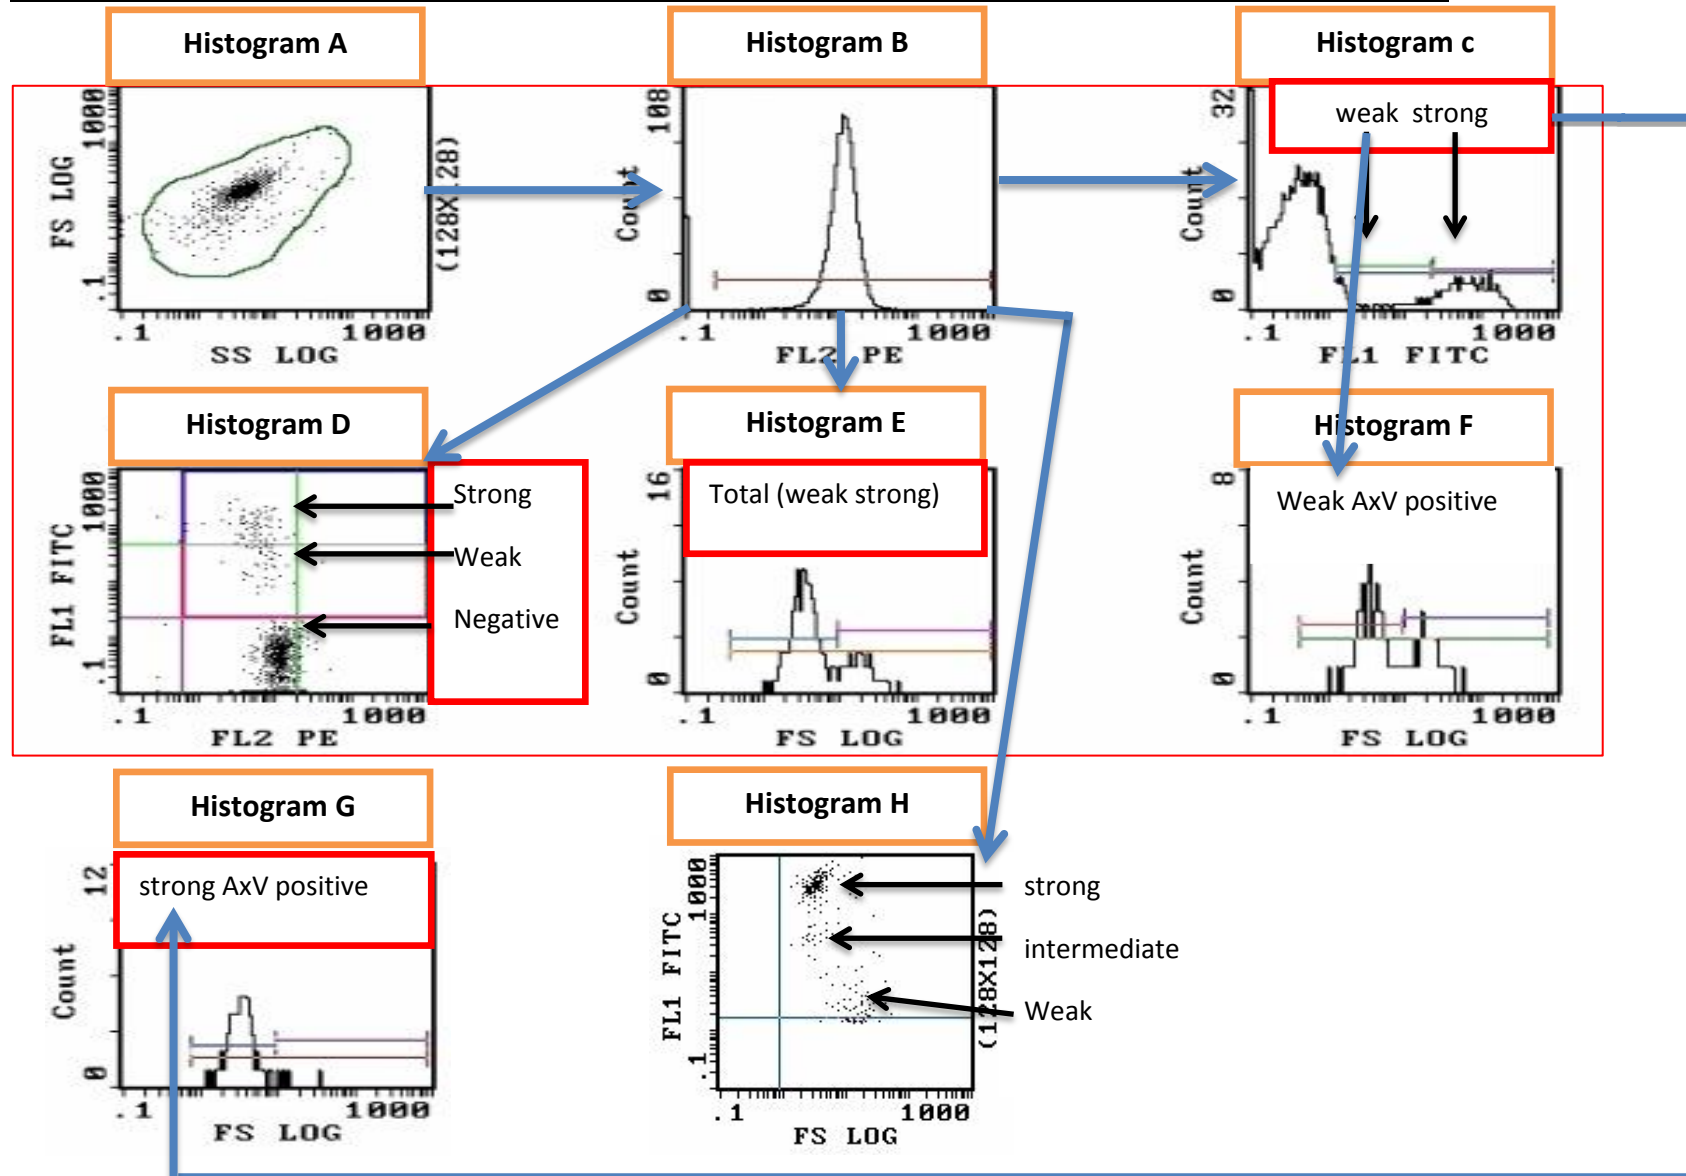 Histogram A
Histogram B
Histogram c
1000
FS LOG
.1
(128X128)
.1 1000
SS LOG
108
Count
0
.1 1000
FL2 PE
32
weak strong
Count
0
.1 1000
FL1 FITC
Histogram D
Histogram E
Histogram F
1000
FL1 FITC
.1
Strong
Weak
Negative
.1 1000
FL2 PE
16
Total (weak strong)
Count
0
.1 1000
FS LOG
8
Weak AxV positive
Count
0
.1 1000
FS LOG
Histogram G
Histogram H
12
strong AxV positive
Count
0
.1 1000
FS LOG
1000
FL1 FITC
.1
strong
intermediate
Weak
(128X128)
.1 1000
FS LOG